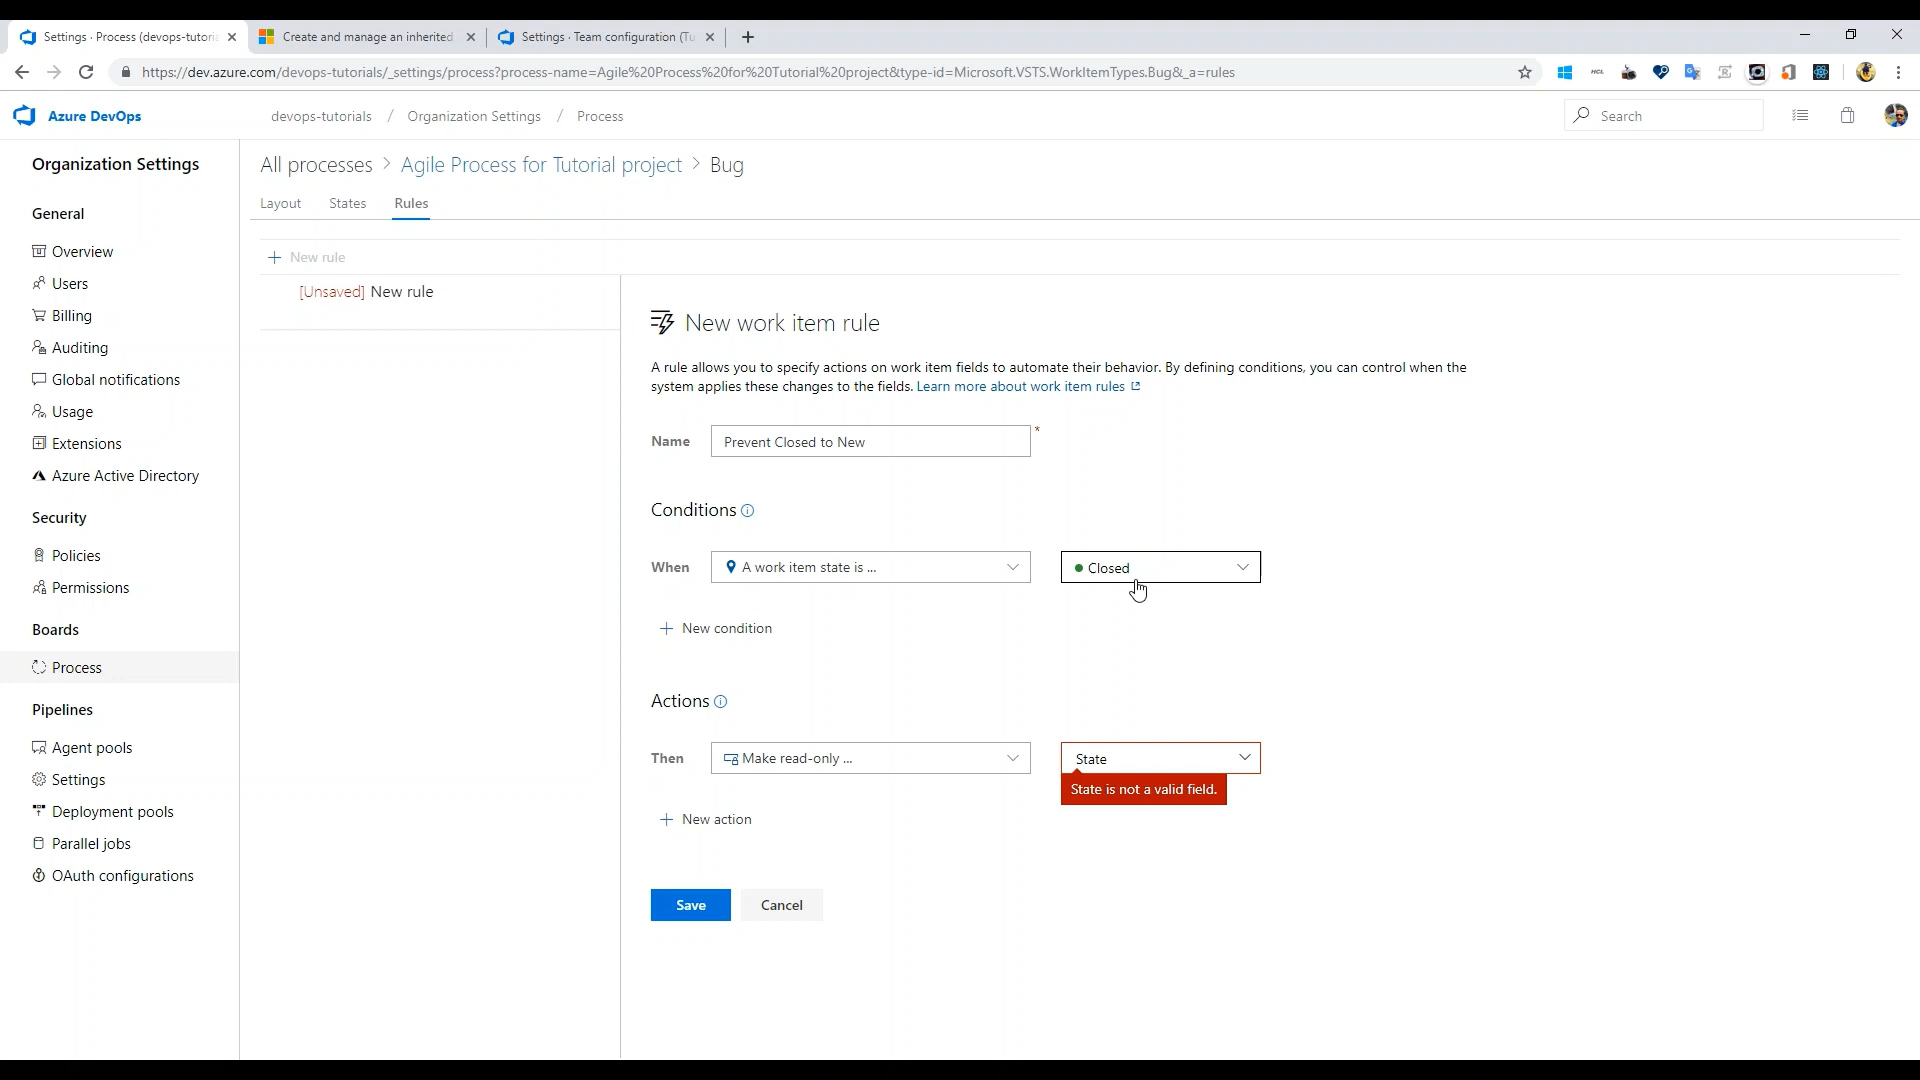 Settings · Process (devops-tutoria
Create and manage an inherited
Settings · Team configuration (Tu
https://dev.azure.com/devops-tutorials/_settings/process?process-name=Agile%20Process%20for%20Tutorial%20project&type-id=Microsoft.VSTS.WorkItemTypes.Bug&_a=rules
HCL
Azure DevOps
devops-tutorials / Organization Settings / Process
Search
Organization Settings
General
Overview
Users
Billing
Auditing
Global notifications
Usage
Extensions
Azure Active Directory
Security
Policies
Permissions
Boards
Process
Pipelines
Agent pools
Settings
Deployment pools
Parallel jobs
OAuth configurations
All processes > Agile Process for Tutorial project > Bug
Layout States Rules
+ New rule
[Unsaved] New rule
New work item rule
A rule allows you to specify actions on work item fields to automate their behavior. By defining conditions, you can control when the
system applies these changes to the fields. Learn more about work item rules
Name Prevent Closed to New *
Conditions
When A work item state is ... Closed
+ New condition
Actions
Then Make read-only ... State
State is not a valid field.
+ New action
Save Cancel